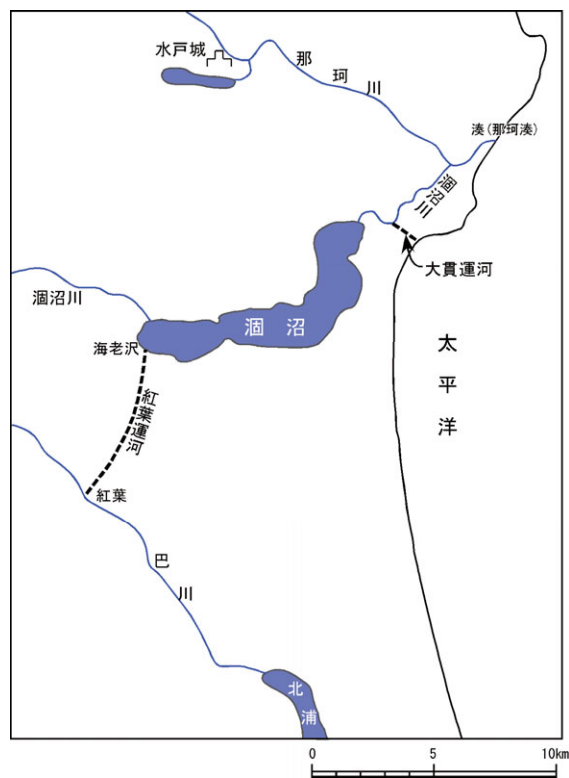 水戸城
那珂川
湊(那珂湊)
涸沼川
大貫運河
涸沼川
涸沼
海老沢
太平洋
紅葉運河
紅葉
巴川
北浦
0 5 10km